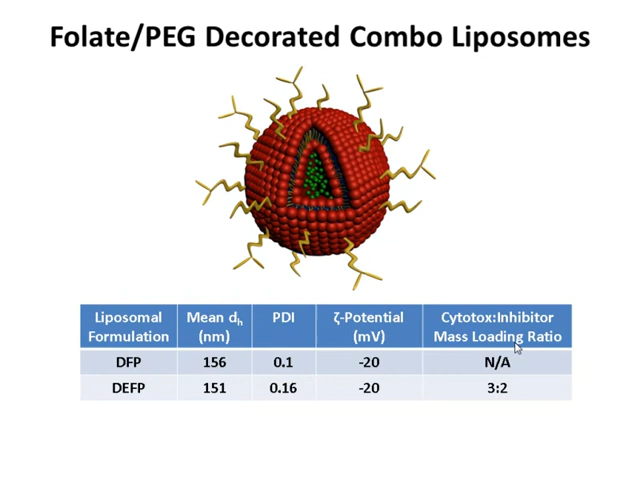 Folate/PEG Decorated Combo Liposomes
Liposomal Formulation Mean dh (nm) PDI ζ-Potential (mV) Cytotox:Inhibitor Mass Loading Ratio
DFP 156 0.1 -20 N/A
DEFP 151 0.16 -20 3:2